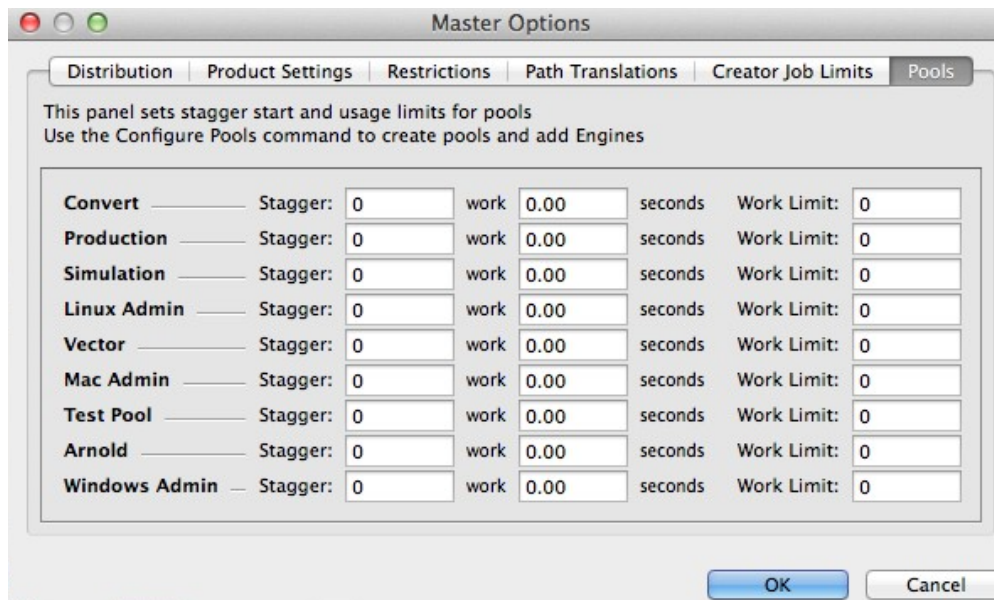 Master Options
Distribution Product Settings Restrictions Path Translations Creator Job Limits Pools
This panel sets stagger start and usage limits for pools
Use the Configure Pools command to create pools and add Engines
Convert Stagger: 0 work 0.00 seconds Work Limit: 0
Production Stagger: 0 work 0.00 seconds Work Limit: 0
Simulation Stagger: 0 work 0.00 seconds Work Limit: 0
Linux Admin Stagger: 0 work 0.00 seconds Work Limit: 0
Vector Stagger: 0 work 0.00 seconds Work Limit: 0
Mac Admin Stagger: 0 work 0.00 seconds Work Limit: 0
Test Pool Stagger: 0 work 0.00 seconds Work Limit: 0
Arnold Stagger: 0 work 0.00 seconds Work Limit: 0
Windows Admin Stagger: 0 work 0.00 seconds Work Limit: 0
OK Cancel